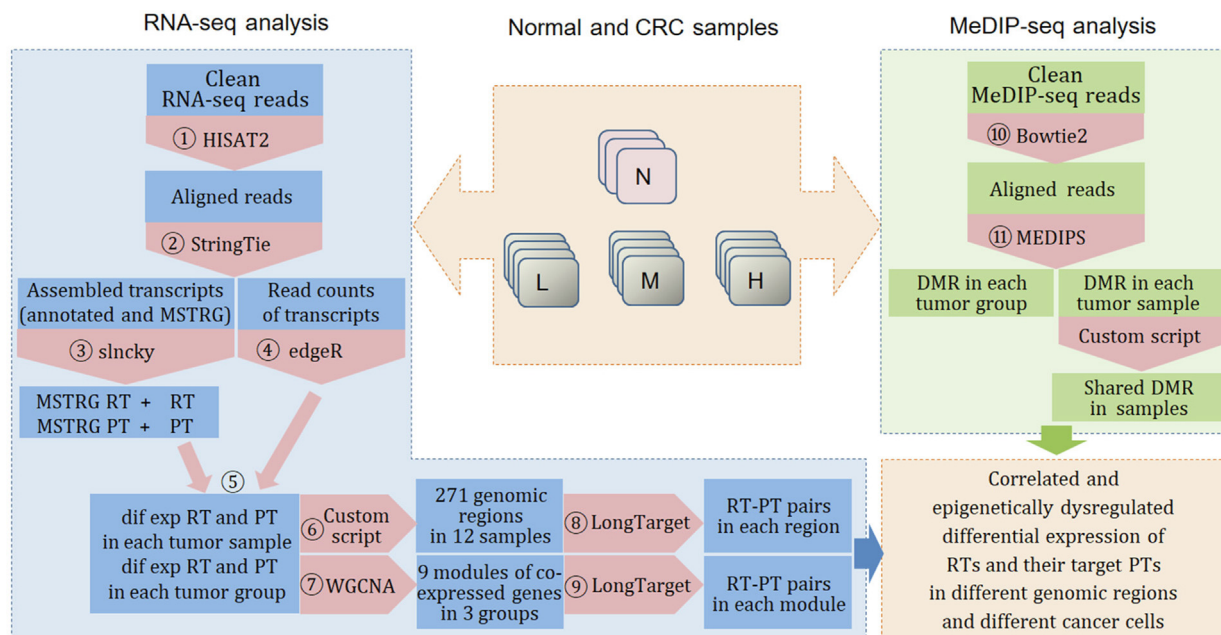 RNA-seq analysis
Normal and CRC samples
MeDIP-seq analysis
Clean
RNA-seq reads
① HISAT2
Aligned reads
② StringTie
Assembled transcripts
(annotated and MSTRG)
Read counts
of transcripts
③ slncky
④ edgeR
MSTRG RT + RT
MSTRG PT + PT
⑤
dif exp RT and PT
in each tumor sample
dif exp RT and PT
in each tumor group
⑥ Custom
script
⑦ WGCNA
271 genomic
regions
in 12 samples
9 modules of co-
expressed genes
in 3 groups
⑧ LongTarget
⑨ LongTarget
RT-PT pairs
in each region
RT-PT pairs
in each module
N
L
M
H
Clean
MeDIP-seq reads
⑩ Bowtie2
Aligned reads
⑪ MEDIPS
DMR in each
tumor group
DMR in each
tumor sample
Custom script
Shared DMR
in samples
Correlated and
epigenetically dysregulated
differential expression of
RTs and their target PTs
in different genomic regions
and different cancer cells